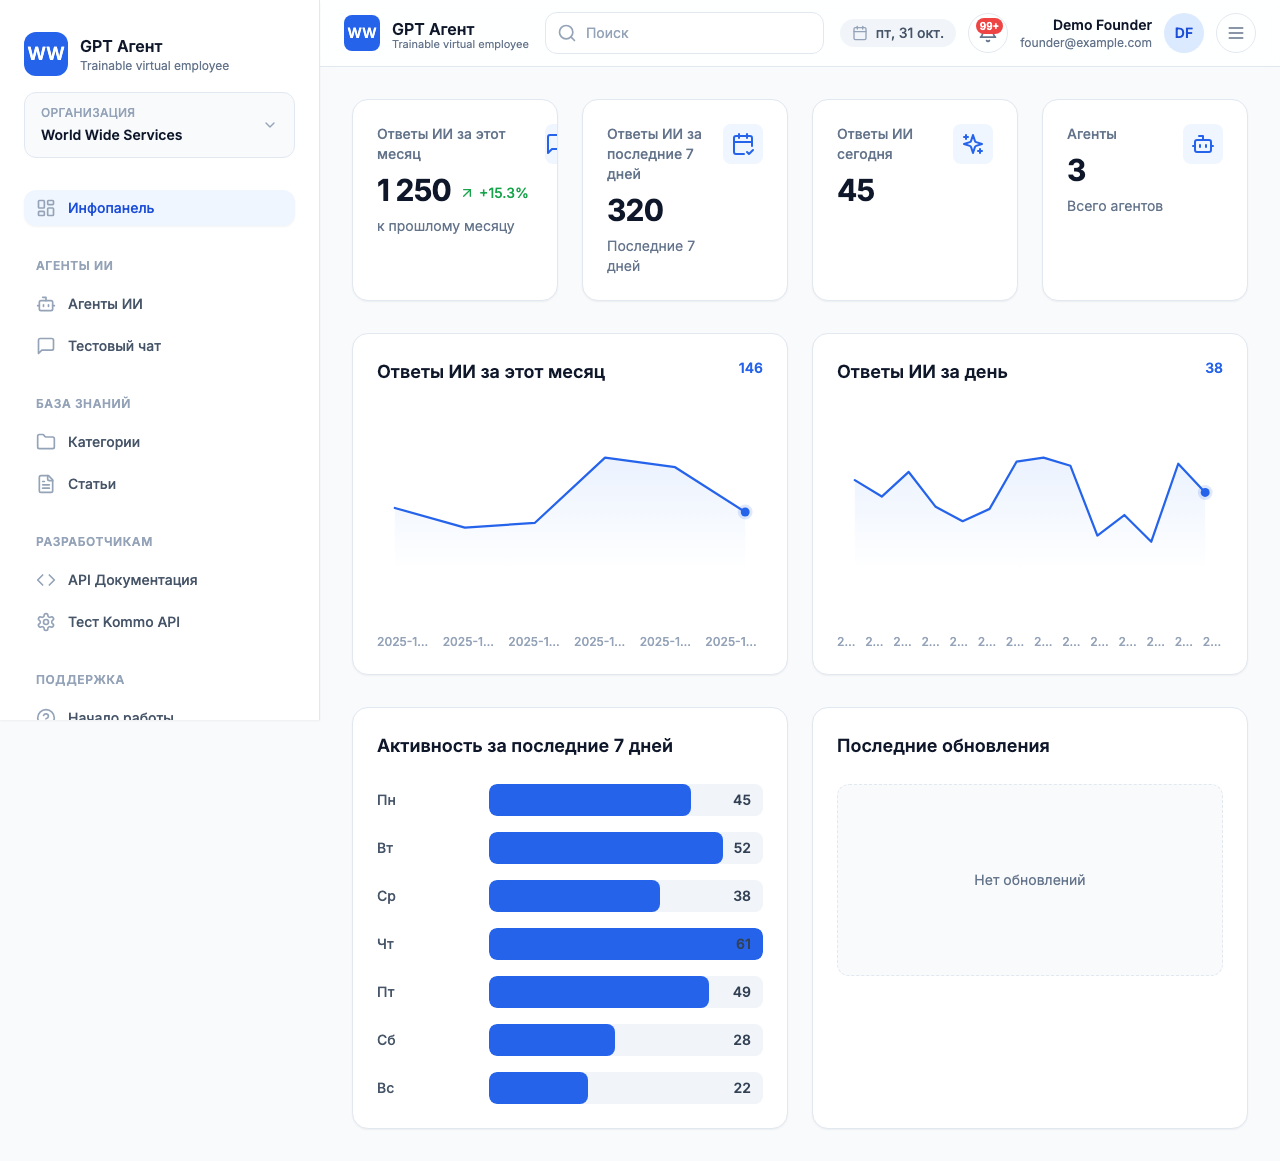 WW
GPT Агент
Trainable virtual employee
ОРГАНИЗАЦИЯ
World Wide Services
Инфопанель
АГЕНТЫ ИИ
Агенты ИИ
Тестовый чат
БАЗА ЗНАНИЙ
Категории
Статьи
РАЗРАБОТЧИКАМ
API Документация
Тест Kommo API
ПОДДЕРЖКА
Начало работы
WW
GPT Агент
Trainable virtual employee
Поиск
пт, 31 окт.
99+
Demo Founder
founder@example.com
DF
Ответы ИИ за этот
месяц
1 250
+15.3%
к прошлому месяцу
Ответы ИИ за
последние 7
дней
320
Последние 7
дней
Ответы ИИ
сегодня
45
Агенты
3
Всего агентов
Ответы ИИ за этот месяц
146
2025-1... 2025-1... 2025-1... 2025-1... 2025-1... 2025-1...
Ответы ИИ за день
38
2... 2... 2... 2... 2... 2... 2... 2... 2... 2... 2... 2... 2... 2...
Активность за последние 7 дней
Пн 45
Вт 52
Ср 38
Чт 61
Пт 49
Сб 28
Вс 22
Последние обновления
Нет обновлений